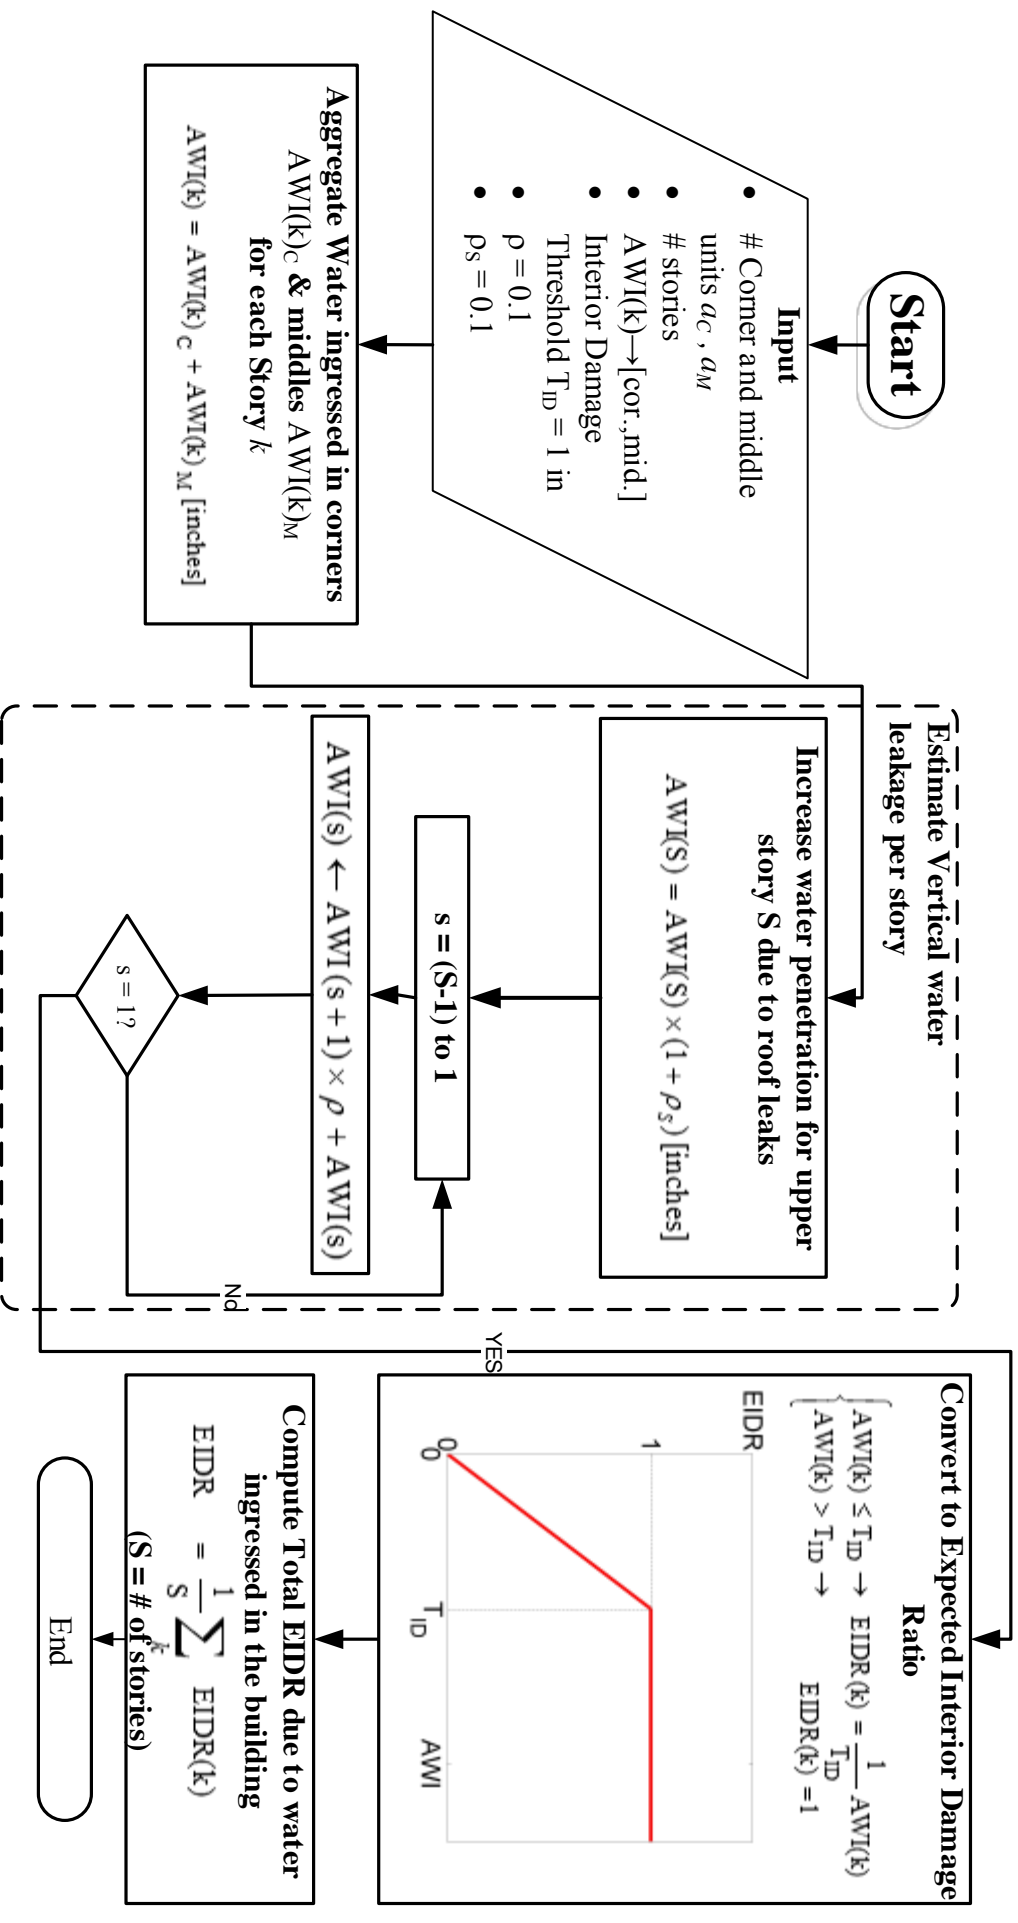 Start
Input
• # Corner and middle
units a_C , a_M
• # stories
• AWI(k)→[cor.,mid.]
• Interior Damage
Threshold T_ID = 1 in
• ρ = 0.1
• ρ_S = 0.1
Aggregate Water ingressed in corners
AWI(k)_C & middles AWI(k)_M
for each Story k
AWI(k) = AWI(k)_C + AWI(k)_M [inches]
Estimate Vertical water
leakage per story
Increase water penetration for upper
story S due to roof leaks
AWI(S) = AWI(S) × (1 + ρ_S) [inches]
s = (S-1) to 1
AWI(s) ← AWI (s + 1) × ρ + AWI(s)
s = 1?
No
YES
Convert to Expected Interior Damage
Ratio
AWI(k) ≤ T_ID → EIDR(k) = 1/T_ID AWI(k)
AWI(k) > T_ID → EIDR(k) =1
EIDR
1
0
0
T_ID
AWI
Compute Total EIDR due to water
ingressed in the building
EIDR = 1/S ∑_k EIDR(k)
(S = # of stories)
End